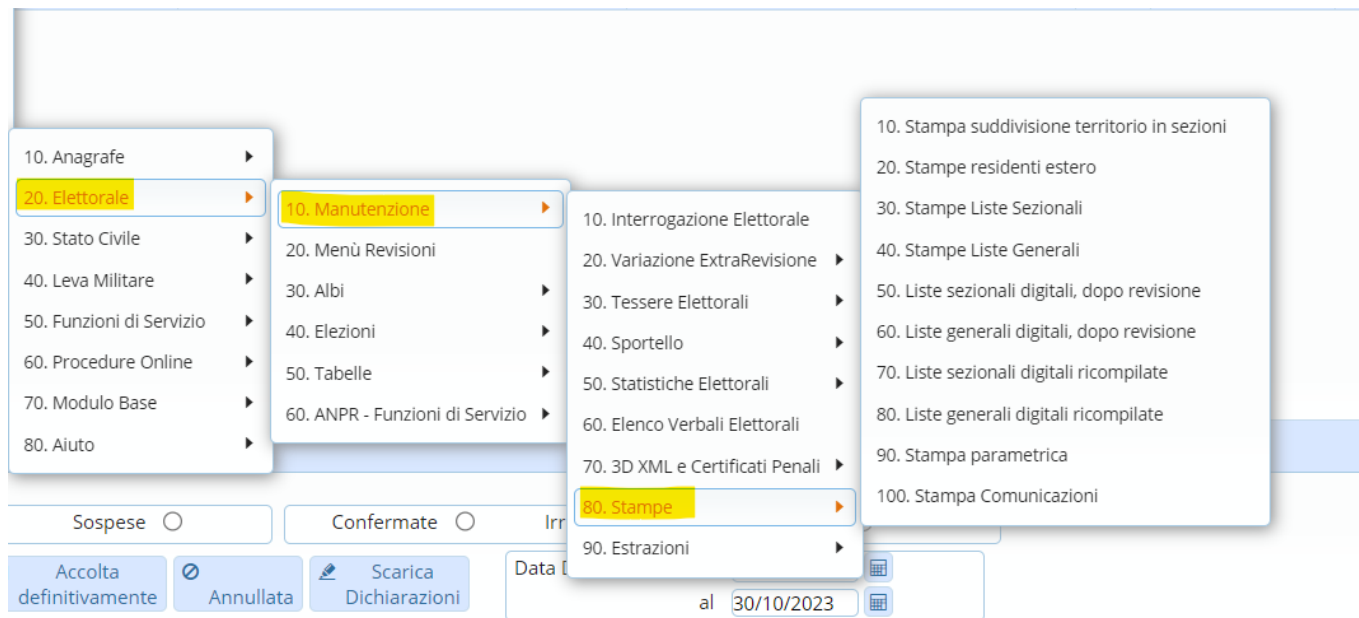 10. Anagrafe
20. Elettorale
30. Stato Civile
40. Leva Militare
50. Funzioni di Servizio
60. Procedure Online
70. Modulo Base
80. Aiuto
10. Manutenzione
20. Menù Revisioni
30. Albi
40. Elezioni
50. Tabelle
60. ANPR - Funzioni di Servizio
10. Interrogazione Elettorale
20. Variazione ExtraRevisione
30. Tessere Elettorali
40. Sportello
50. Statistiche Elettorali
60. Elenco Verbali Elettorali
70. 3D XML e Certificati Penali
80. Stampe
90. Estrazioni
10. Stampa suddivisione territorio in sezioni
20. Stampe residenti estero
30. Stampe Liste Sezionali
40. Stampe Liste Generali
50. Liste sezionali digitali, dopo revisione
60. Liste generali digitali, dopo revisione
70. Liste sezionali digitali ricompilate
80. Liste generali digitali ricompilate
90. Stampa parametrica
100. Stampa Comunicazioni
Sospese
Confermate
Accolta
definitivamente
Annullata
Scarica
Dichiarazioni
Data
al 30/10/2023